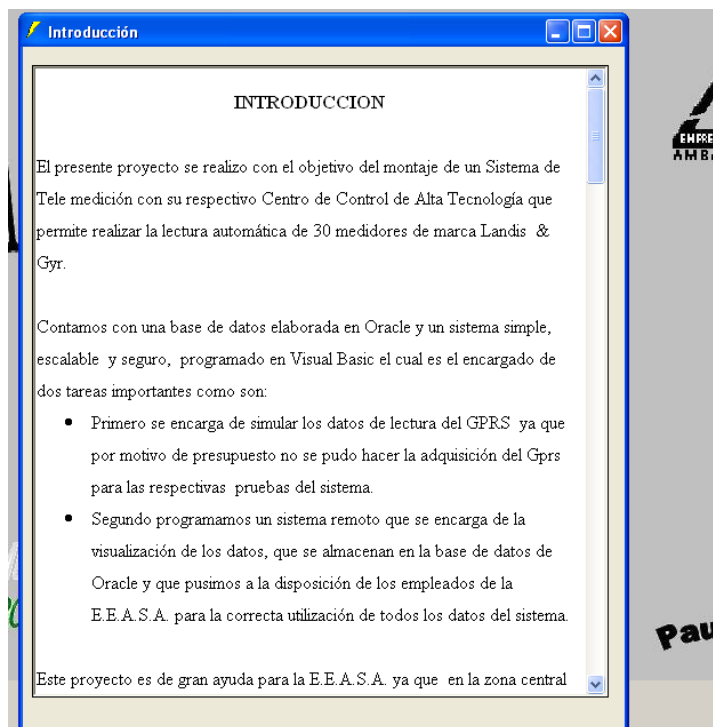 Introducción
INTRODUCCION
El presente proyecto se realizo con el objetivo del montaje de un Sistema de
Tele medición con su respectivo Centro de Control de Alta Tecnología que
permite realizar la lectura automática de 30 medidores de marca Landis &
Gyr.
Contamos con una base de datos elaborada en Oracle y un sistema simple,
escalable y seguro, programado en Visual Basic el cual es el encargado de
dos tareas importantes como son:
• Primero se encarga de simular los datos de lectura del GPRS ya que
por motivo de presupuesto no se pudo hacer la adquisición del Gprs
para las respectivas pruebas del sistema.
• Segundo programamos un sistema remoto que se encarga de la
visualización de los datos, que se almacenan en la base de datos de
Oracle y que pusimos a la disposición de los empleados de la
E.E.A.S.A. para la correcta utilización de todos los datos del sistema.
Este proyecto es de gran ayuda para la E.E.A.S.A. ya que en la zona central
EMPRE
AMB
Pau